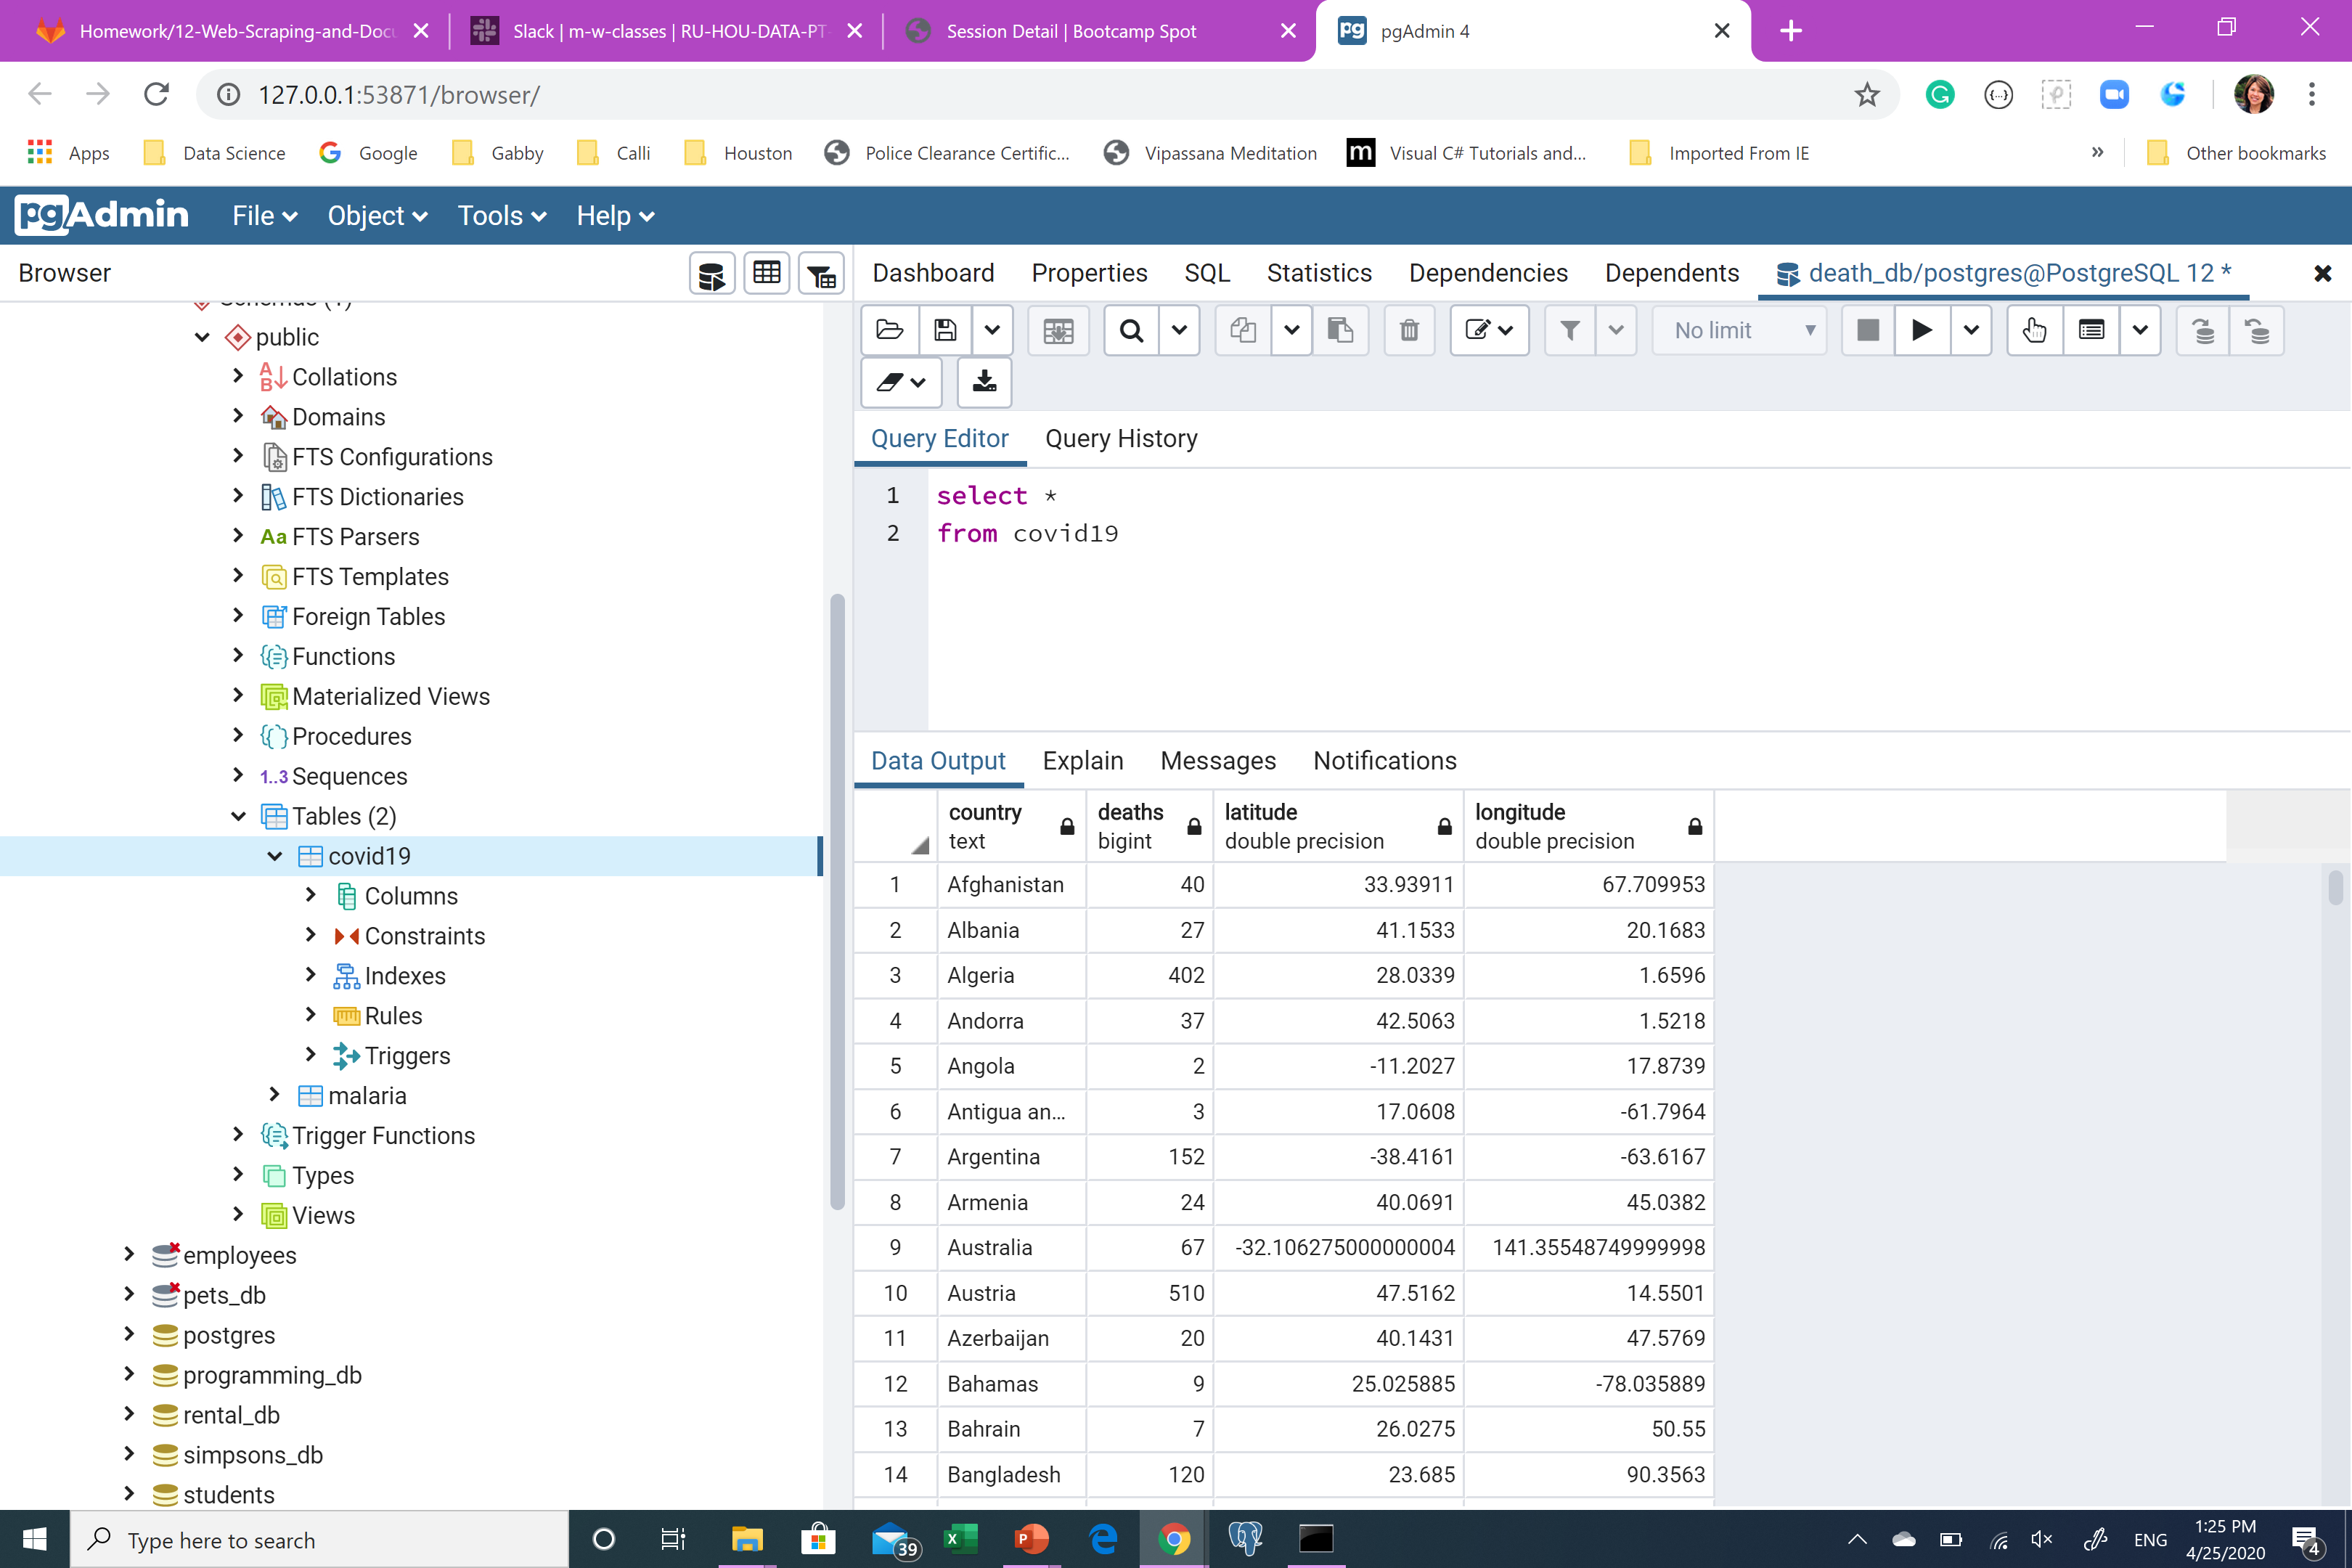 Homework/12-Web-Scraping-and-Docu
Slack | m-w-classes | RU-HOU-DATA-PT-
Session Detail | Bootcamp Spot
pgAdmin 4
127.0.0.1:53871/browser/
Apps
Data Science
Google
Gabby
Calli
Houston
Police Clearance Certific...
Vipassana Meditation
Visual C# Tutorials and...
Imported From IE
Other bookmarks
pgAdmin
File
Object
Tools
Help
Browser
Dashboard
Properties
SQL
Statistics
Dependencies
Dependents
death_db/postgres@PostgreSQL 12 *
No limit
public
Collations
Domains
FTS Configurations
FTS Dictionaries
Aa FTS Parsers
FTS Templates
Foreign Tables
Functions
Materialized Views
Procedures
1..3 Sequences
Tables (2)
covid19
Columns
Constraints
Indexes
Rules
Triggers
malaria
Trigger Functions
Types
Views
employees
pets_db
postgres
programming_db
rental_db
simpsons_db
students
Query Editor
Query History
1 select *
2 from covid19
Data Output
Explain
Messages
Notifications
country text
deaths bigint
latitude double precision
longitude double precision
1 Afghanistan 40 33.93911 67.709953
2 Albania 27 41.1533 20.1683
3 Algeria 402 28.0339 1.6596
4 Andorra 37 42.5063 1.5218
5 Angola 2 -11.2027 17.8739
6 Antigua an... 3 17.0608 -61.7964
7 Argentina 152 -38.4161 -63.6167
8 Armenia 24 40.0691 45.0382
9 Australia 67 -32.106275000000004 141.35548749999998
10 Austria 510 47.5162 14.5501
11 Azerbaijan 20 40.1431 47.5769
12 Bahamas 9 25.025885 -78.035889
13 Bahrain 7 26.0275 50.55
14 Bangladesh 120 23.685 90.3563
Type here to search
39
ENG
1:25 PM
4/25/2020
4